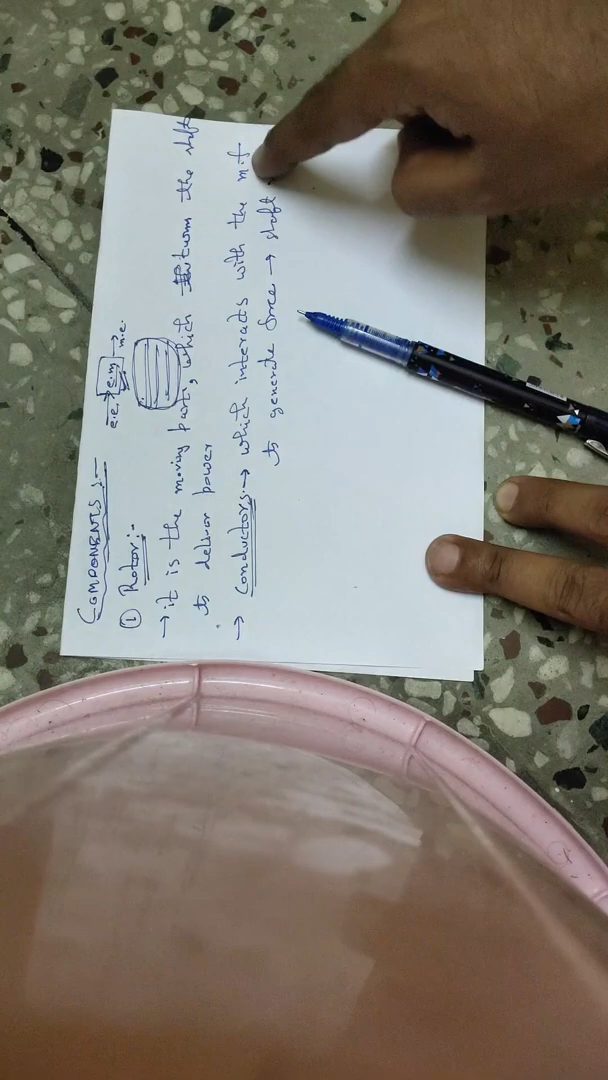 COMPONENTS :-
e.e. → e.m → m.e.
① Rotor:-
→ it is the moving part, which turn the shaft
to deliver power
→ Conductors → which interacts with the m.f
to generate force → shaft